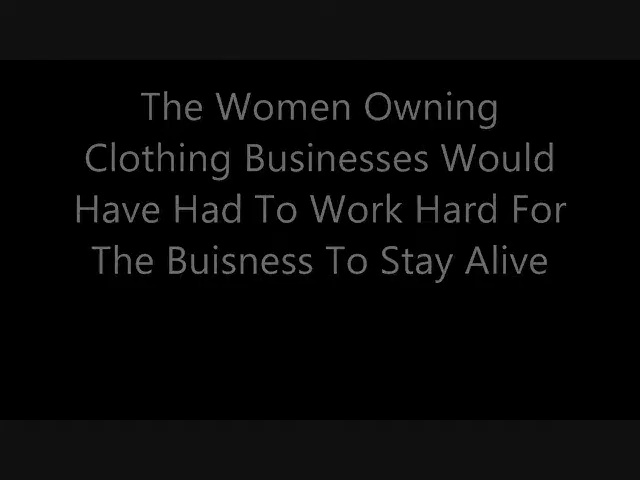 The Women Owning
Clothing Businesses Would
Have Had To Work Hard For
The Buisness To Stay Alive